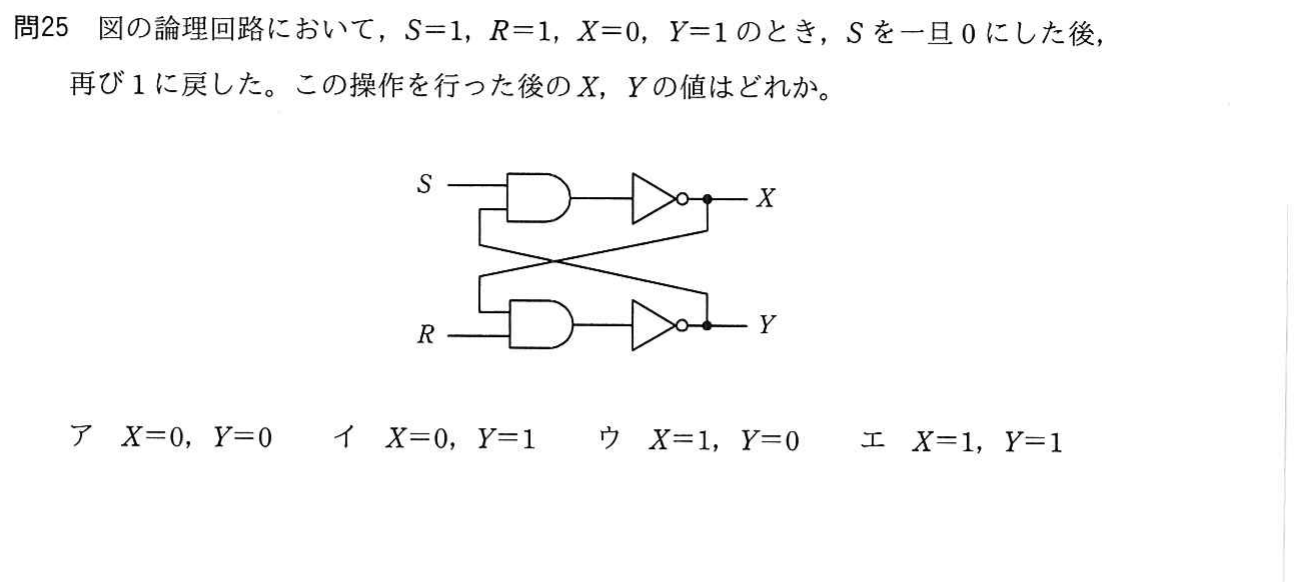 問25 図の論理回路において，S=1，R=1，X=0，Y=1のとき，Sを一旦0にした後，
再び1に戻した。この操作を行った後のX，Yの値はどれか。
S
X
R
Y
ア X=0，Y=0 イ X=0，Y=1 ウ X=1，Y=0 エ X=1，Y=1